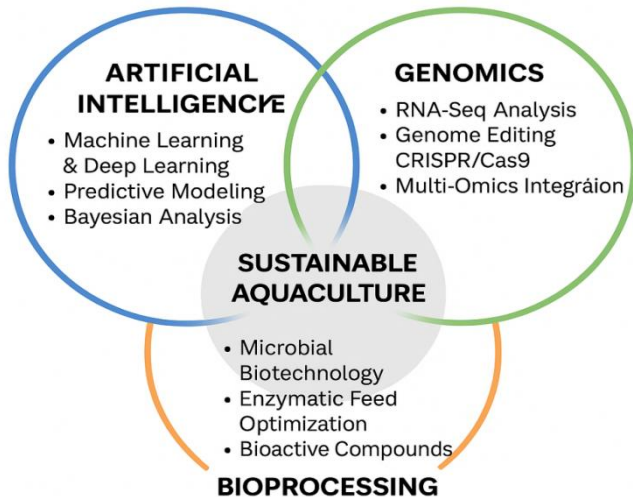 ARTIFICIAL
INTELLIGENCIE
• Machine Learning
& Deep Learning
• Predictive Modeling
• Bayesian Analysis
GENOMICS
• RNA-Seq Analysis
• Genome Editing
CRISPR/Cas9
• Multi-Omics Integráion
SUSTAINABLE
AQUACULTURE
• Microbial
Biotechnology
• Enzymatic Feed
Optimization
• Bioactive Compounds
BIOPROCESSING